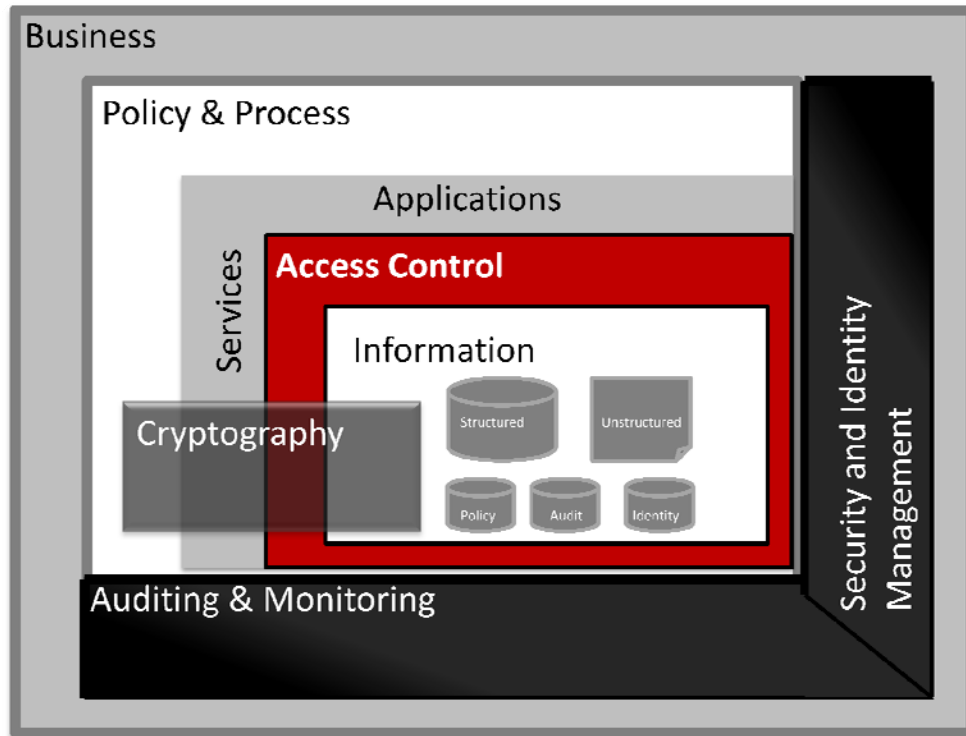 Business
Policy & Process
Applications
Services
Access Control
Information
Structured
Unstructured
Cryptography
Policy
Audit
Identity
Auditing & Monitoring
Security and Identity
Management